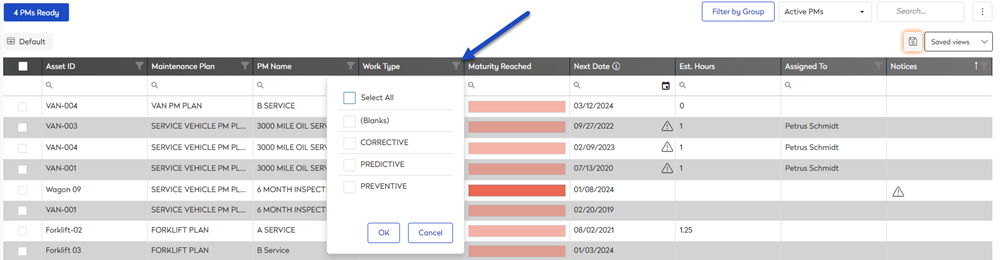 4 PMs Ready Filter by Group Active PMs Search...
Default Saved views
Asset ID Maintenance Plan PM Name Work Type Maturity Reached Next Date Est. Hours Assigned To Notices
Select All
(Blanks)
CORRECTIVE
PREDICTIVE
PREVENTIVE
OK Cancel
VAN-004 VAN PM PLAN B SERVICE 03/12/2024 0
VAN-003 SERVICE VEHICLE PM PL... 3000 MILE OIL SERV 09/27/2022 1 Petrus Schmidt
VAN-004 SERVICE VEHICLE PM PL... 3000 MILE OIL SERV 02/09/2023 1 Petrus Schmidt
VAN-001 SERVICE VEHICLE PM PL... 3000 MILE OIL SERV 07/13/2020 1 Petrus Schmidt
Wagon 09 SERVICE VEHICLE PM PL... 6 MONTH INSPECT 01/08/2024
VAN-001 SERVICE VEHICLE PM PL... 6 MONTH INSPECT 02/20/2019
Forklift-02 FORKLIFT PLAN A SERVICE 08/02/2021 1.25
Forklift 03 FORKLIFT PLAN B Service 01/03/2024